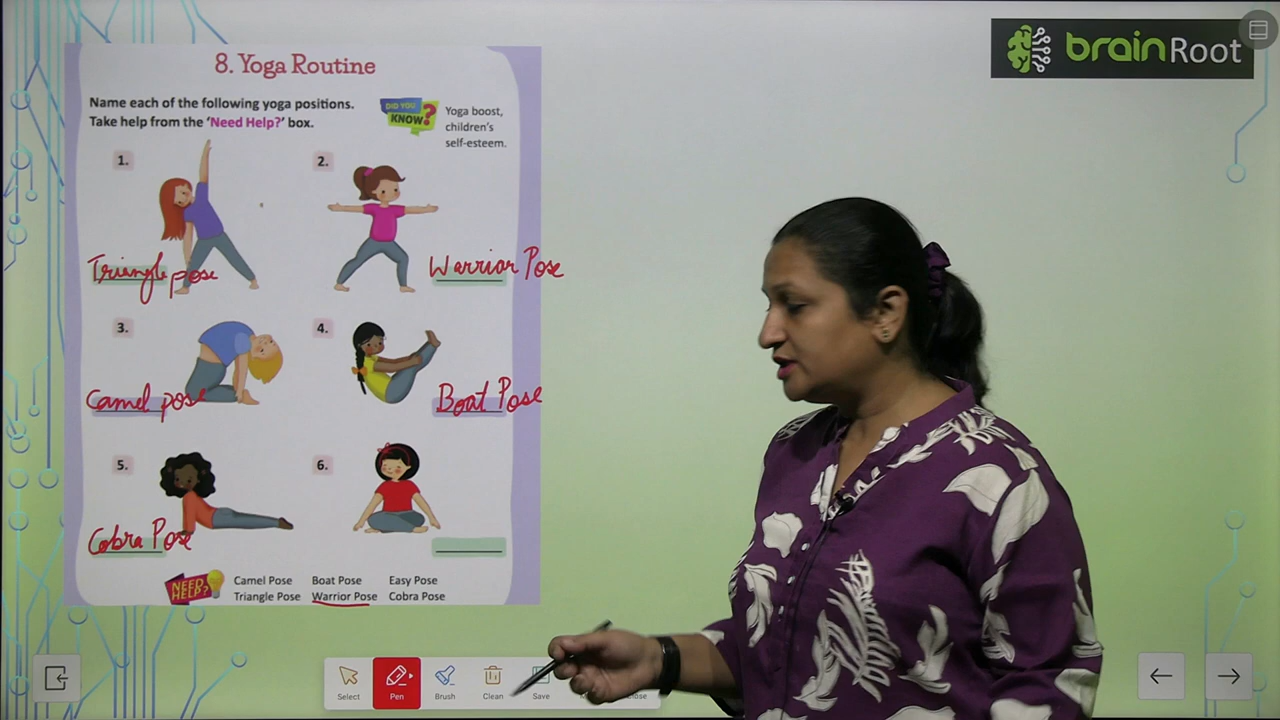 brainRoot
8. Yoga Routine
Name each of the following yoga positions.
Take help from the 'Need Help?' box.
DID YOU
KNOW?
Yoga boost,
children's
self-esteem.
1.
2.
Triangle pose
Warrior Pose
3.
4.
Camel pose
Boat Pose
5.
6.
Cobra Pose
NEED
HELP?
Camel Pose Boat Pose Easy Pose
Triangle Pose Warrior Pose Cobra Pose
Select Pen Brush Clean Save